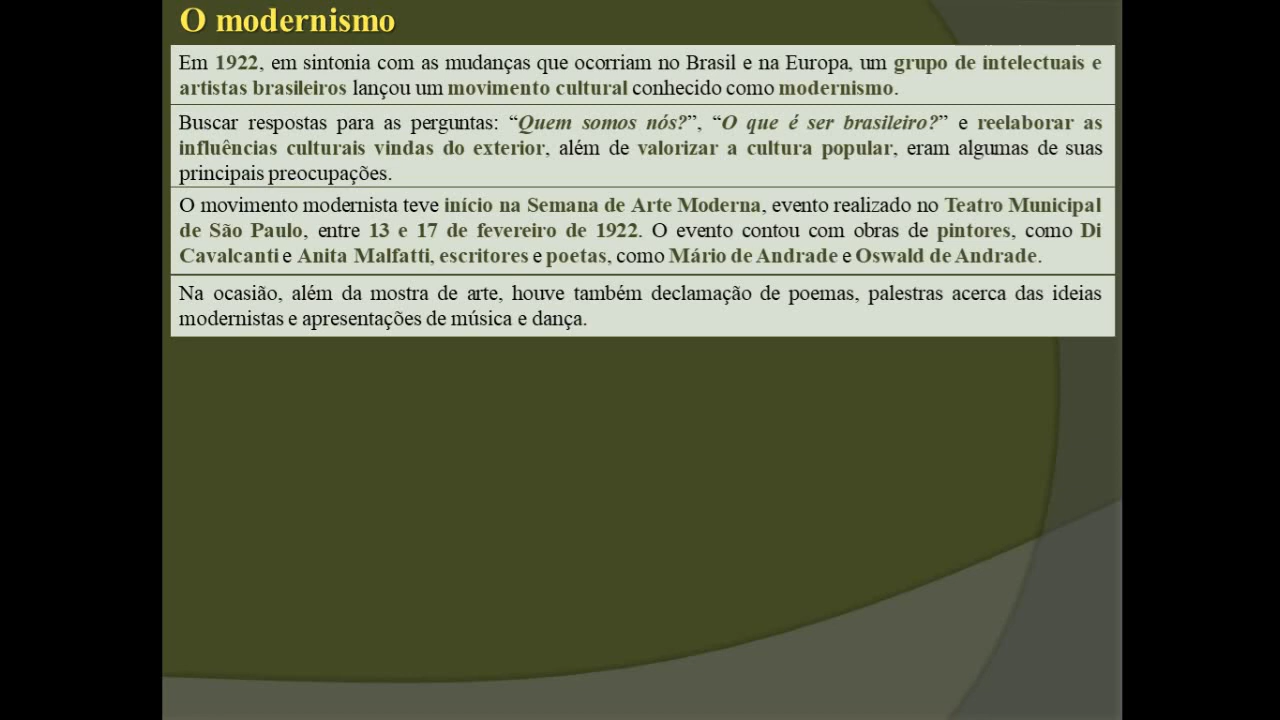 O modernismo
Em 1922, em sintonia com as mudanças que ocorriam no Brasil e na Europa, um grupo de intelectuais e
artistas brasileiros lançou um movimento cultural conhecido como modernismo.
Buscar respostas para as perguntas: “Quem somos nós?”, “O que é ser brasileiro?” e reelaborar as
influências culturais vindas do exterior, além de valorizar a cultura popular, eram algumas de suas
principais preocupações.
O movimento modernista teve início na Semana de Arte Moderna, evento realizado no Teatro Municipal
de São Paulo, entre 13 e 17 de fevereiro de 1922. O evento contou com obras de pintores, como Di
Cavalcanti e Anita Malfatti, escritores e poetas, como Mário de Andrade e Oswald de Andrade.
Na ocasião, além da mostra de arte, houve também declamação de poemas, palestras acerca das ideias
modernistas e apresentações de música e dança.